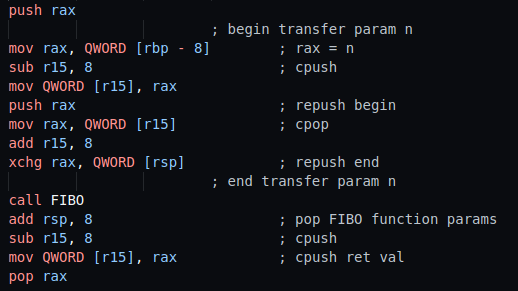 push rax
; begin transfer param n
mov rax, QWORD [rbp - 8] ; rax = n
sub r15, 8 ; cpush
mov QWORD [r15], rax
push rax ; repush begin
mov rax, QWORD [r15] ; cpop
add r15, 8
xchg rax, QWORD [rsp] ; repush end
; end transfer param n
call FIBO
add rsp, 8 ; pop FIBO function params
sub r15, 8 ; cpush
mov QWORD [r15], rax ; cpush ret val
pop rax